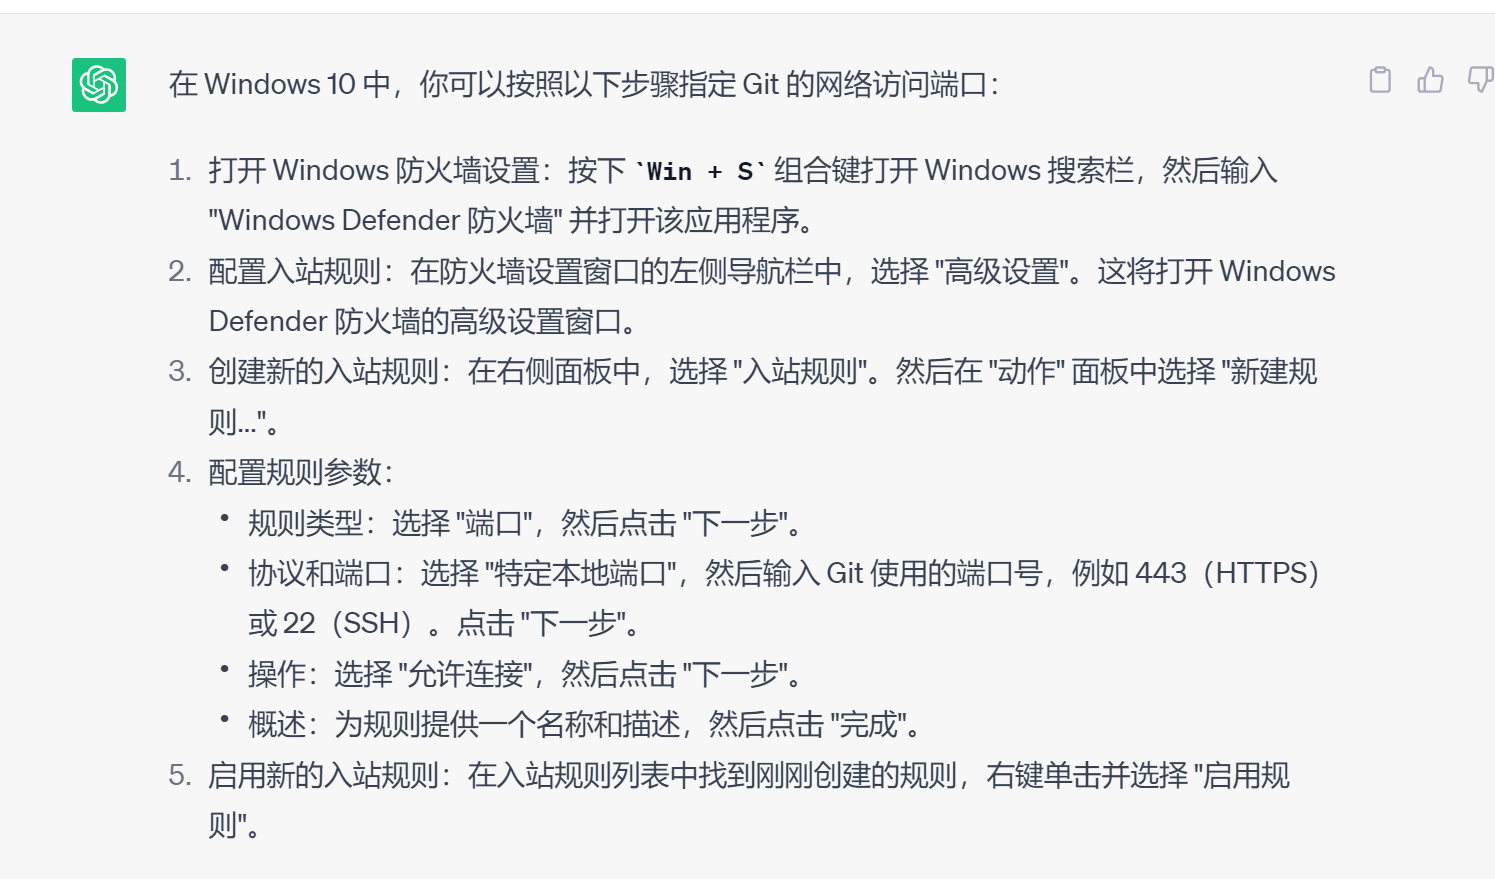 在 Windows 10 中，你可以按照以下步骤指定 Git 的网络访问端口：
1. 打开 Windows 防火墙设置：按下 `Win + S` 组合键打开 Windows 搜索栏，然后输入
"Windows Defender 防火墙" 并打开该应用程序。
2. 配置入站规则：在防火墙设置窗口的左侧导航栏中，选择 "高级设置"。这将打开 Windows
Defender 防火墙的高级设置窗口。
3. 创建新的入站规则：在右侧面板中，选择 "入站规则"。然后在 "动作" 面板中选择 "新建规
则..."。
4. 配置规则参数：
• 规则类型：选择 "端口"，然后点击 "下一步"。
• 协议和端口：选择 "特定本地端口"，然后输入 Git 使用的端口号，例如 443（HTTPS）
或 22（SSH）。点击 "下一步"。
• 操作：选择 "允许连接"，然后点击 "下一步"。
• 概述：为规则提供一个名称和描述，然后点击 "完成"。
5. 启用新的入站规则：在入站规则列表中找到刚刚创建的规则，右键单击并选择 "启用规
则"。